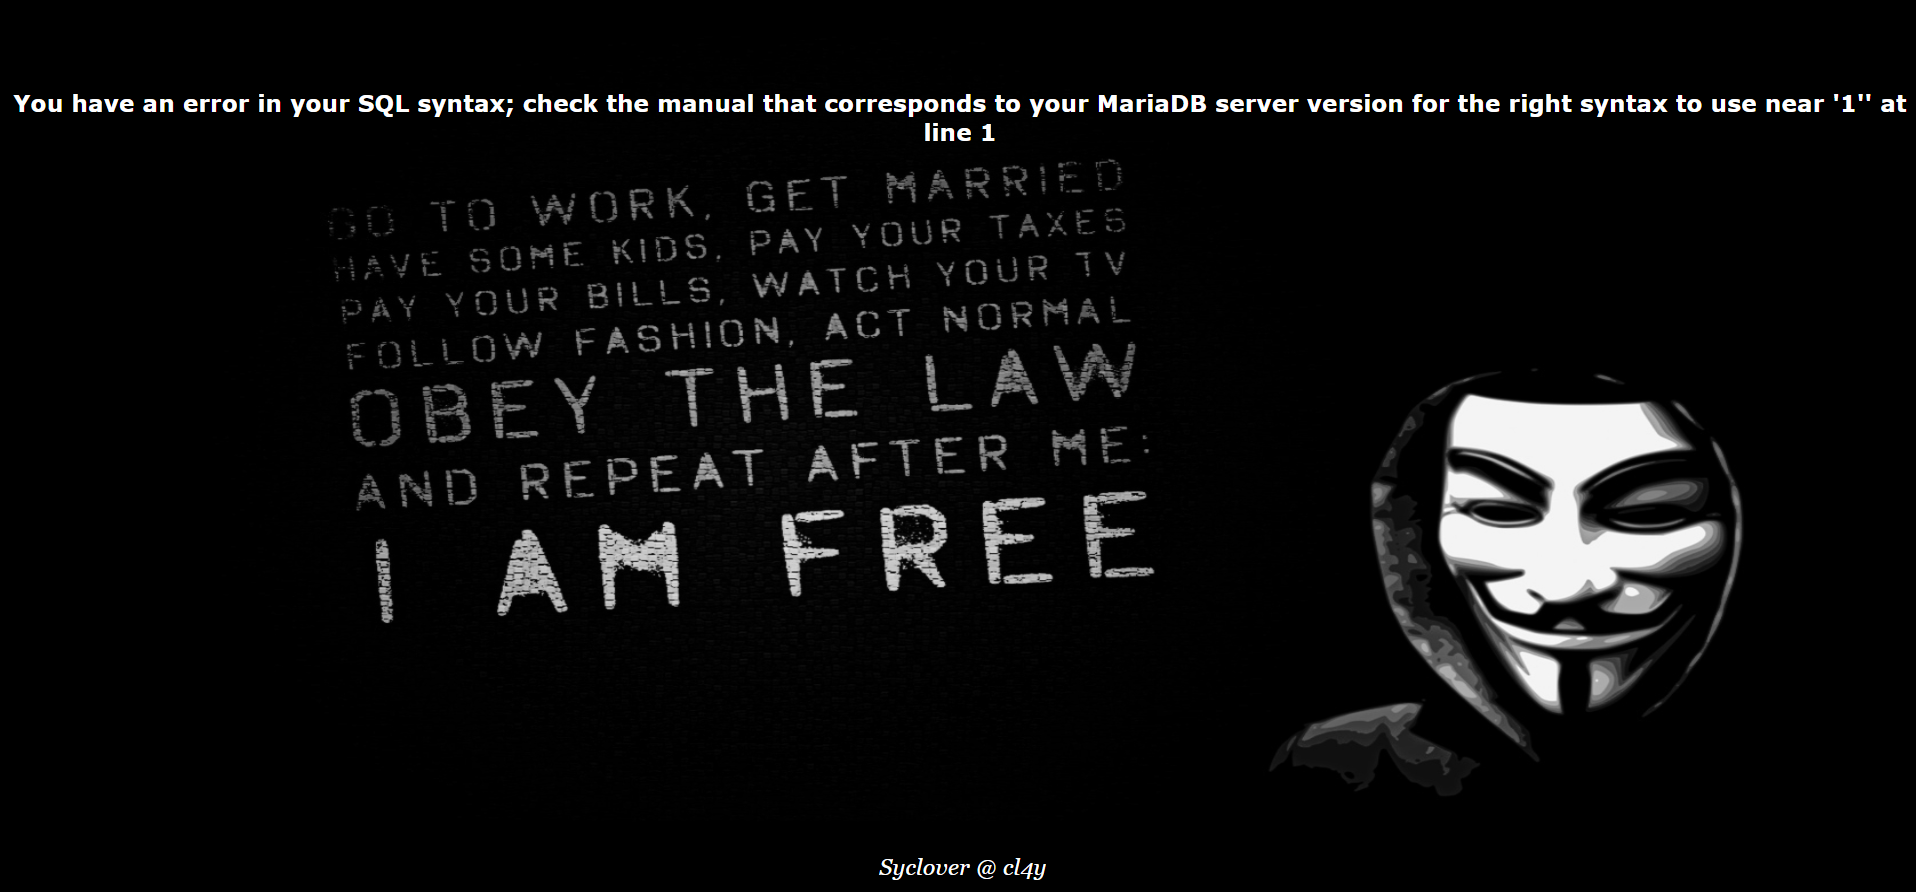 You have an error in your SQL syntax; check the manual that corresponds to your MariaDB server version for the right syntax to use near '1'' at
line 1
GO TO WORK, GET MARRIED
HAVE SOME KIDS, PAY YOUR TAXES
PAY YOUR BILLS, WATCH YOUR TV
FOLLOW FASHION, ACT NORMAL
OBEY THE LAW
AND REPEAT AFTER ME:
I AM FREE
Syclover @ cl4y